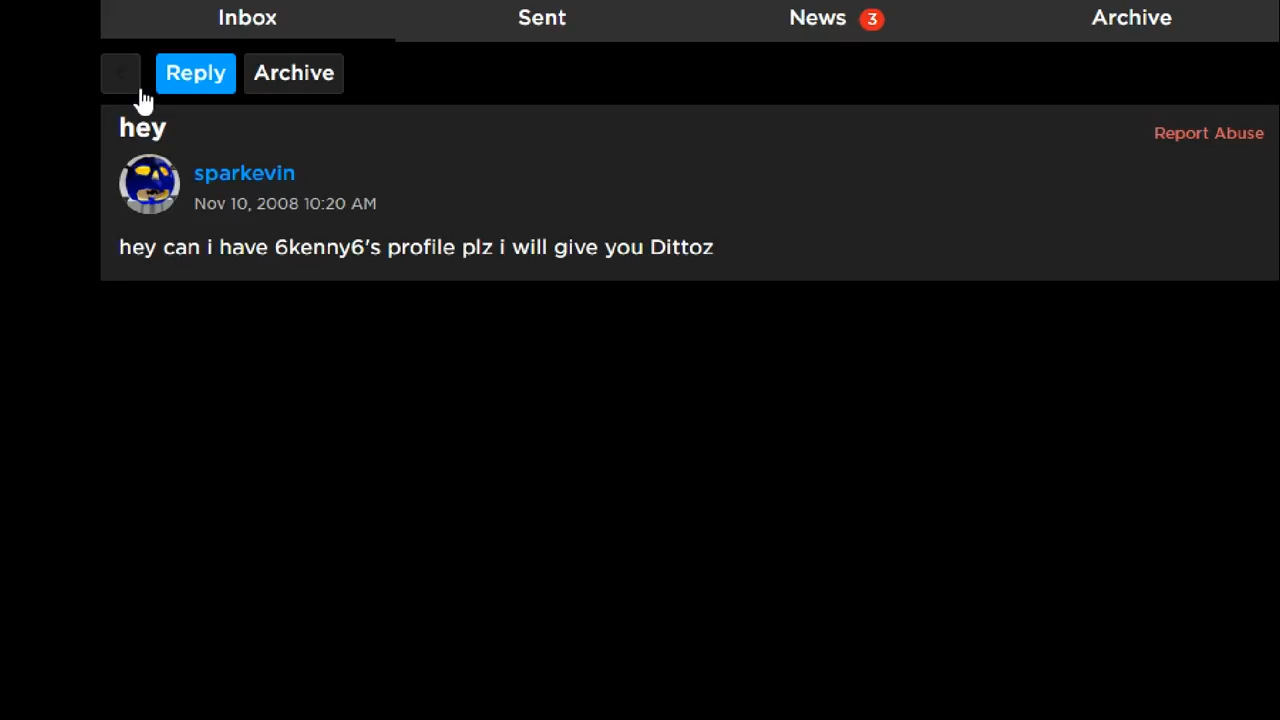 Inbox Sent News 3 Archive
Reply Archive
hey
Report Abuse
sparkevin
Nov 10, 2008 10:20 AM
hey can i have 6kenny6's profile plz i will give you Dittoz